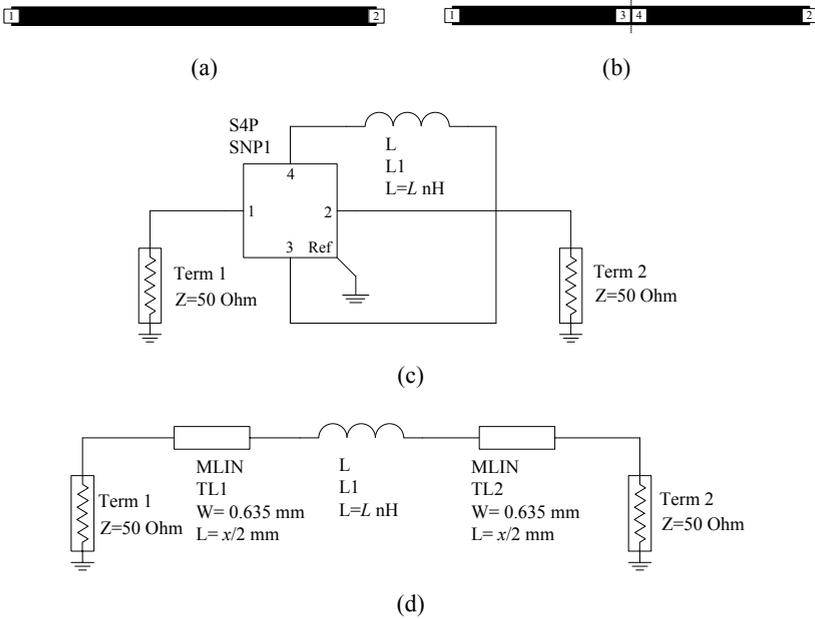 1 2 1 3 4 2
(a) (b)
S4P
SNP1
4
L
L1
L=L nH
1 2
3 Ref
Term 1
Z=50 Ohm
Term 2
Z=50 Ohm
(c)
MLIN
TL1
W= 0.635 mm
L= x/2 mm
L
L1
L=L nH
MLIN
TL2
W= 0.635 mm
L= x/2 mm
Term 1
Z=50 Ohm
Term 2
Z=50 Ohm
(d)